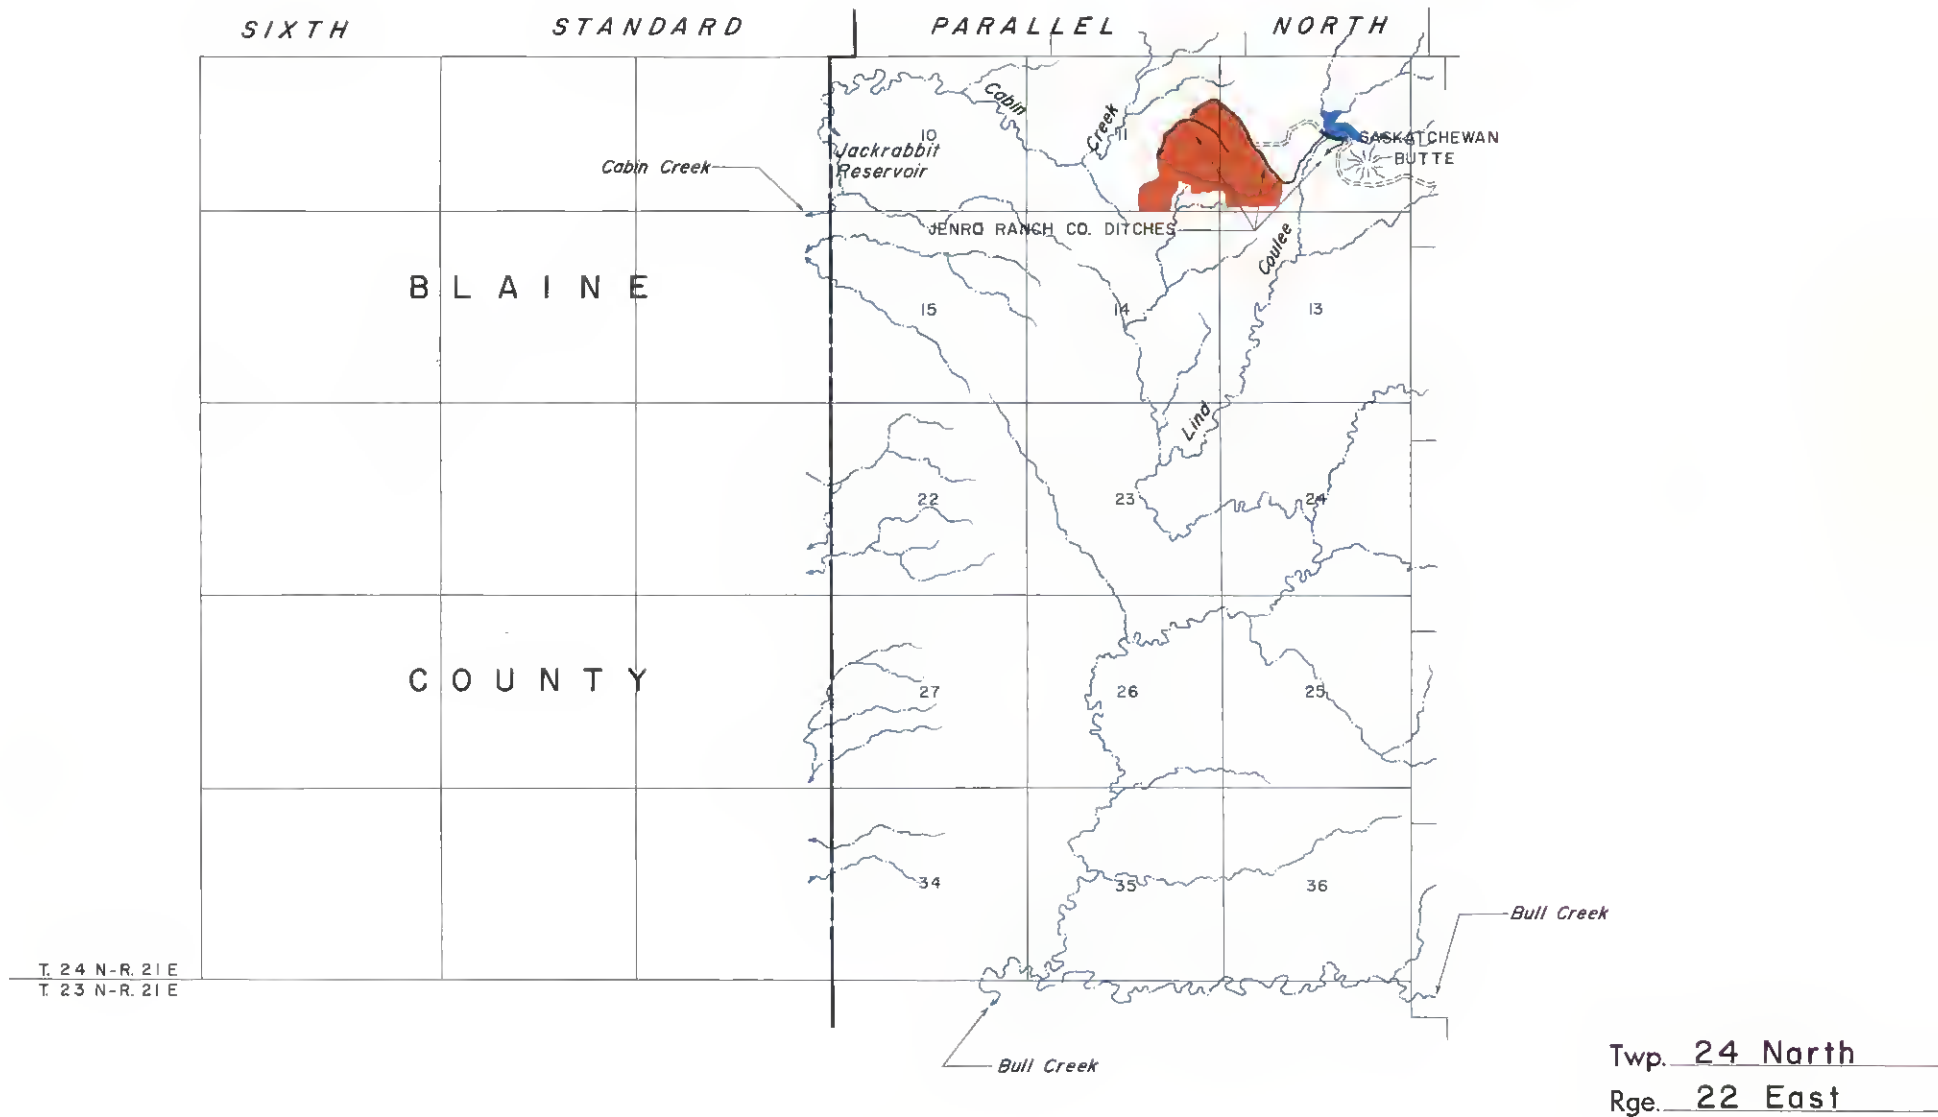 SIXTH STANDARD PARALLEL NORTH
Cabin
Creek
10
11
SASKATCHEWAN
BUTTE
Jackrabbit
Reservoir
Cabin Creek
JENRO RANCH CO. DITCHES
Coulee
BLAINE
15
14
13
Lind
22
23
24
COUNTY
27
26
25
34
35
36
Bull Creek
T. 24 N-R. 21 E
T. 23 N-R. 21 E
Bull Creek
Twp. 24 North
Rge. 22 East